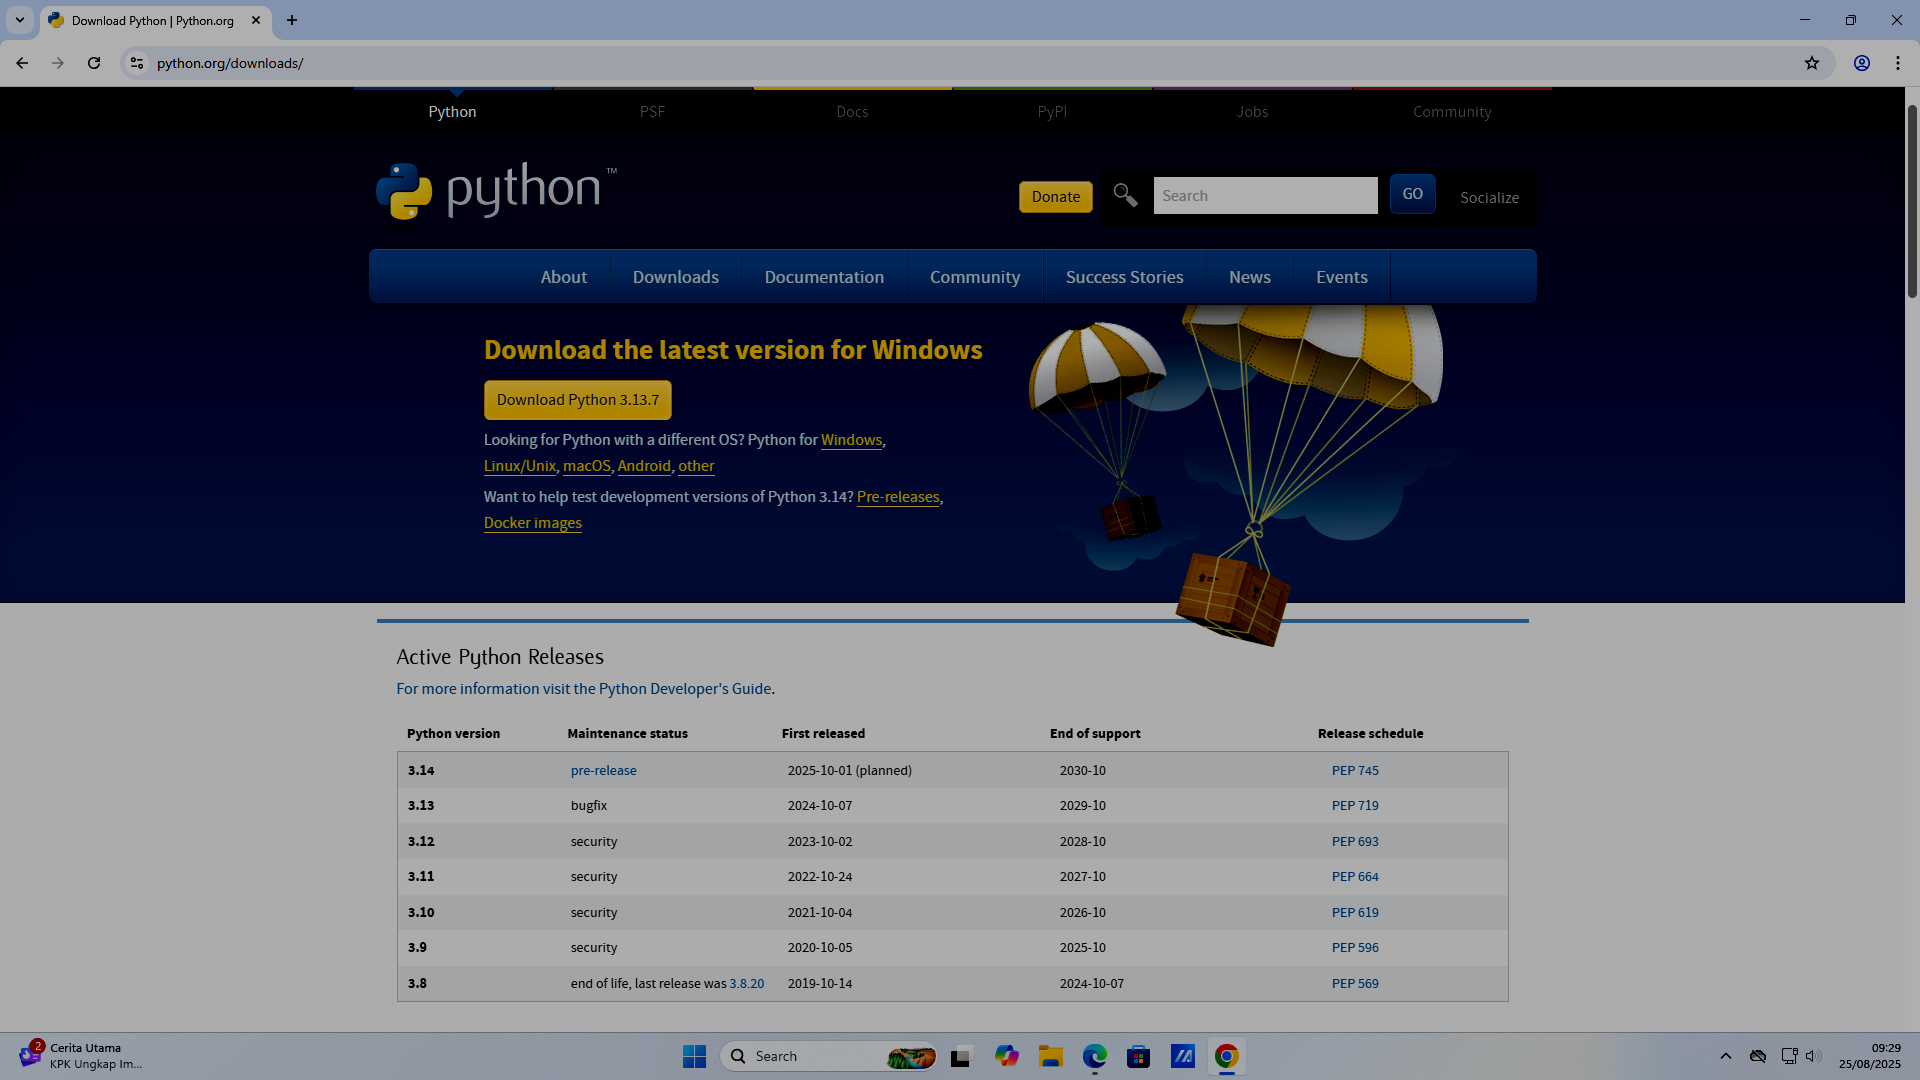 Download Python | Python.org
python.org/downloads/
Python PSF Docs PyPI Jobs Community
python™
Donate Search GO Socialize
About Downloads Documentation Community Success Stories News Events
Download the latest version for Windows
Download Python 3.13.7
Looking for Python with a different OS? Python for Windows,
Linux/Unix, macOS, Android, other
Want to help test development versions of Python 3.14? Pre-releases,
Docker images
Active Python Releases
For more information visit the Python Developer's Guide.
Python version Maintenance status First released End of support Release schedule
3.14 pre-release 2025-10-01 (planned) 2030-10 PEP 745
3.13 bugfix 2024-10-07 2029-10 PEP 719
3.12 security 2023-10-02 2028-10 PEP 693
3.11 security 2022-10-24 2027-10 PEP 664
3.10 security 2021-10-04 2026-10 PEP 619
3.9 security 2020-10-05 2025-10 PEP 596
3.8 end of life, last release was 3.8.20 2019-10-14 2024-10-07 PEP 569
2
Cerita Utama
KPK Ungkap Im...
Search
09:29
25/08/2025